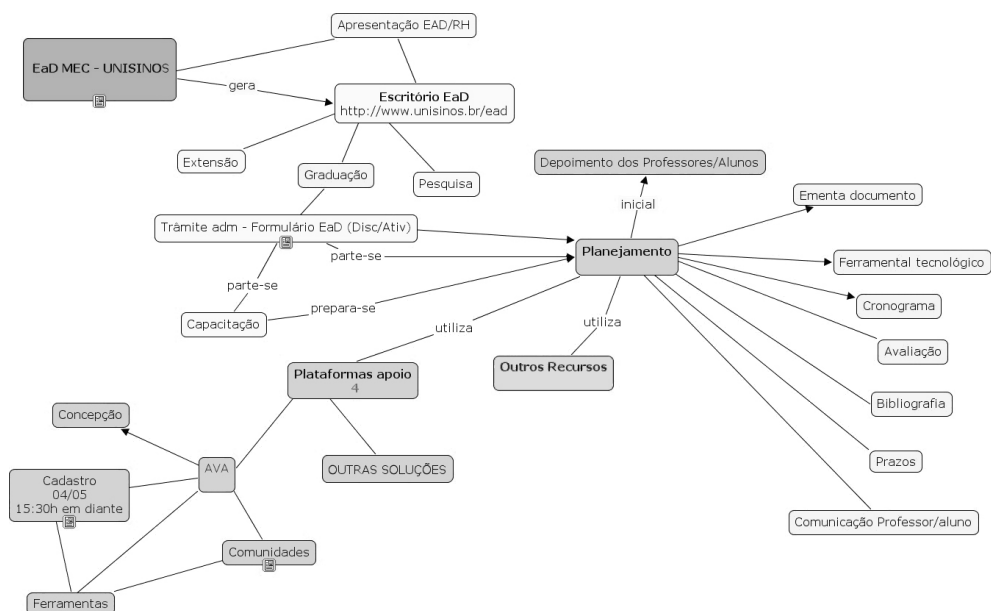 Apresentação EAD/RH
EaD MEC - UNISINOS
gera
Escritório EaD
http://www.unisinos.br/ead
Extensão
Graduação
Pesquisa
Depoimento dos Professores/Alunos
inicial
Ementa documento
Trâmite adm - Formulário EaD (Disc/Ativ)
parte-se
Planejamento
Ferramental tecnológico
parte-se
prepara-se
Capacitação
Cronograma
utiliza
utiliza
Avaliação
Plataformas apoio
4
Outros Recursos
Bibliografia
Concepção
AVA
OUTRAS SOLUÇÕES
Prazos
Cadastro
04/05
15:30h em diante
Comunicação Professor/aluno
Comunidades
Ferramentas